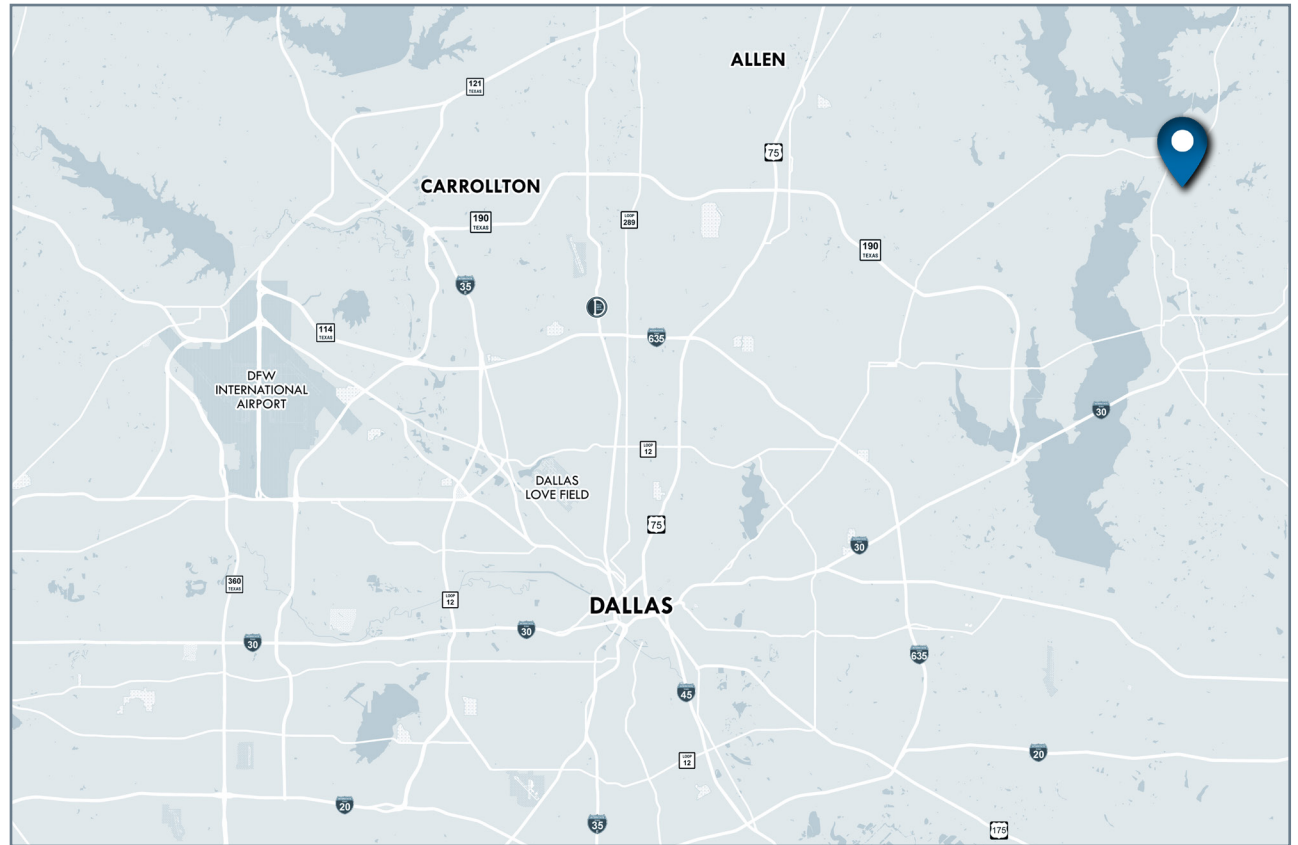 ALLEN
121
TEXAS
75
CARROLLTON
190
TEXAS
LOOP
289
190
TEXAS
35
114
TEXAS
635
DFW
INTERNATIONAL
AIRPORT
30
LOOP
12
DALLAS
LOVE FIELD
75
30
360
TEXAS
LOOP
12
DALLAS
30
30
635
45
20
LOOP
12
20
35
175